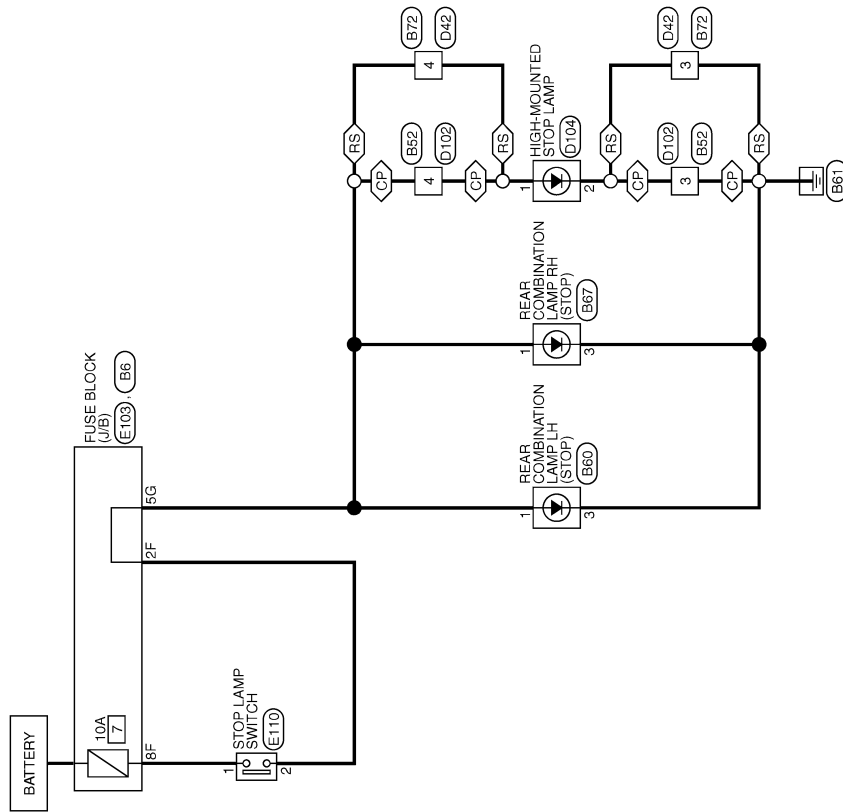 BATTERY
10A
7
FUSE BLOCK
(J/B)
E103 , B6
8F
2F
5G
1
STOP LAMP
SWITCH
E110
2
1
REAR
COMBINATION
LAMP LH
(STOP)
B60
3
1
REAR
COMBINATION
LAMP RH
(STOP)
B67
3
RS
CP
4
B52
D102
CP
RS
4
B72
D42
1
HIGH-MOUNTED
STOP LAMP
D104
2
RS
CP
3
D102
B52
CP
RS
3
D42
B72
B61